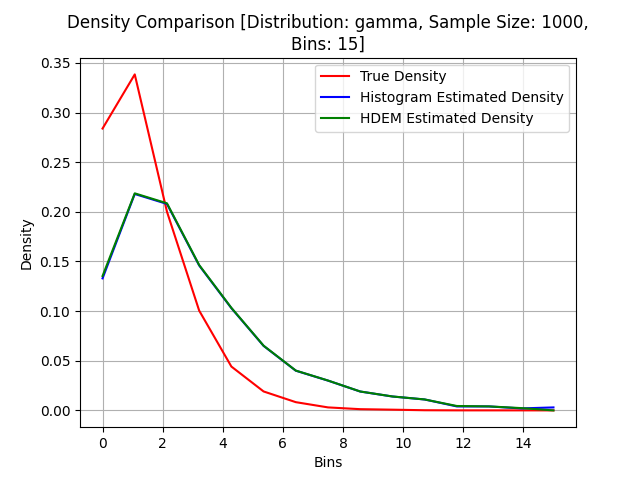 Density Comparison [Distribution: gamma, Sample Size: 1000,
Bins: 15]
True Density
Histogram Estimated Density
HDEM Estimated Density
Density
0.35
0.30
0.25
0.20
0.15
0.10
0.05
0.00
0 2 4 6 8 10 12 14
Bins